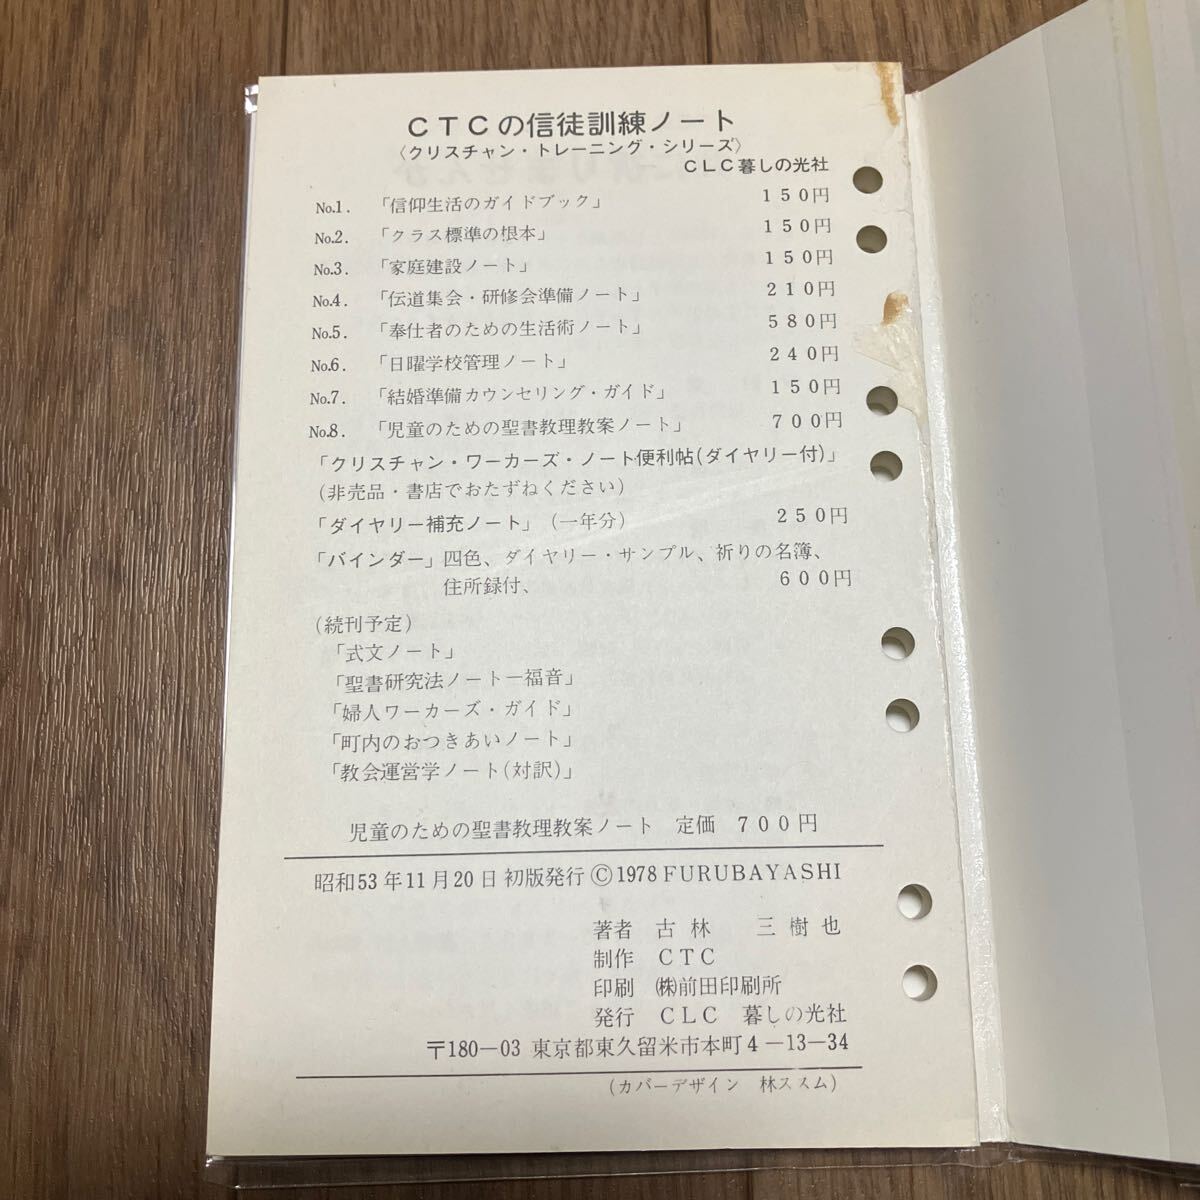 CTCの信徒訓練ノート
〈クリスチャン・トレーニング・シリーズ〉
CLC暮しの光社
No.1. 「信仰生活のガイドブック」 150円
No.2. 「クラス標準の根本」 150円
No.3. 「家庭建設ノート」 150円
No.4. 「伝道集会・研修会準備ノート」 210円
No.5. 「奉仕者のための生活術ノート」 580円
No.6. 「日曜学校管理ノート」 240円
No.7. 「結婚準備カウンセリング・ガイド」 150円
No.8. 「児童のための聖書教理教案ノート」 700円
「クリスチャン・ワーカーズ・ノート便利帖(ダイヤリー付)」
(非売品・書店でおたずねください)
「ダイヤリー補充ノート」(一年分) 250円
「バインダー」四色、ダイヤリー・サンプル、祈りの名簿、
住所録付、 600円
(続刊予定)
「式文ノート」
「聖書研究法ノート—福音」
「婦人ワーカーズ・ガイド」
「町内のおつきあいノート」
「教会運営学ノート(対訳)」
児童のための聖書教理教案ノート 定価 700円
昭和53年11月20日 初版発行 ©1978 FURUBAYASHI
著者 古林 三樹也
制作 CTC
印刷 ㈱前田印刷所
発行 CLC 暮しの光社
〒180—03 東京都東久留米市本町4—13—34
(カバーデザイン 林ススム)